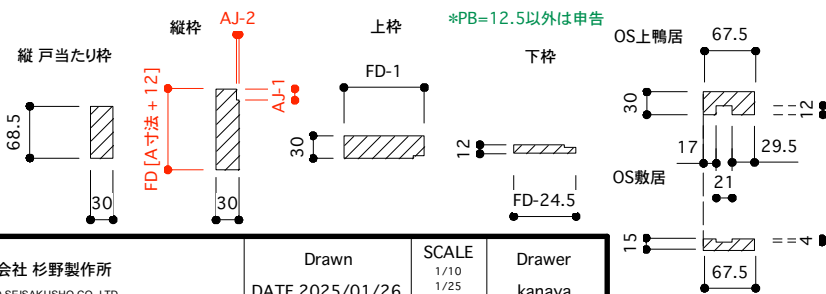 縦 戸当たり枠
68.5
30
縦枠
AJ-2
AJ-1
FD [A寸法 + 12]
30
上枠
FD-1
30
*PB=12.5以外は申告
下枠
12
FD-24.5
OS上鴨居
67.5
30
12
17
29.5
21
OS敷居
15
4
67.5
会社 杉野製作所
SEISAKUSHO CO.,LTD
Drawn
DATE 2025/01/26
SCALE
1/10
1/25
Drawer
kanaya